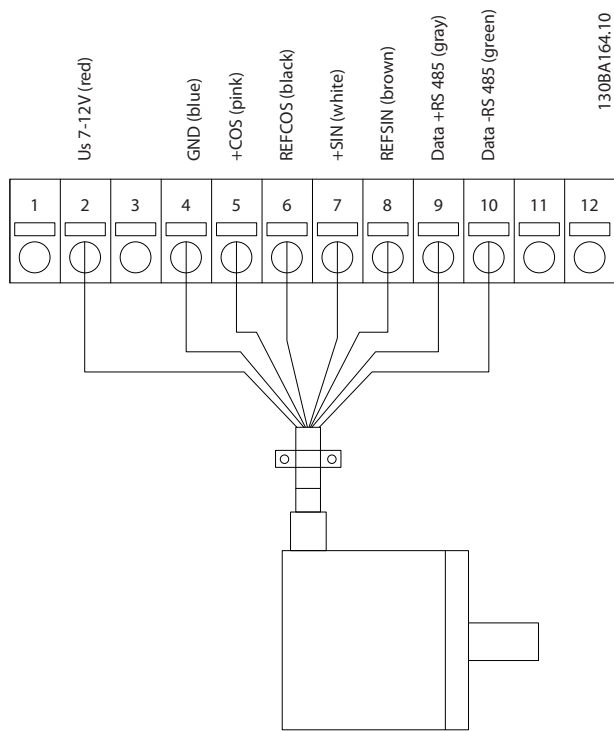 Us 7-12V (red)
GND (blue)
+COS (pink)
REFCOS (black)
+SIN (white)
REFSIN (brown)
Data +RS 485 (gray)
Data -RS 485 (green)
130BA164.10
1 2 3 4 5 6 7 8 9 10 11 12